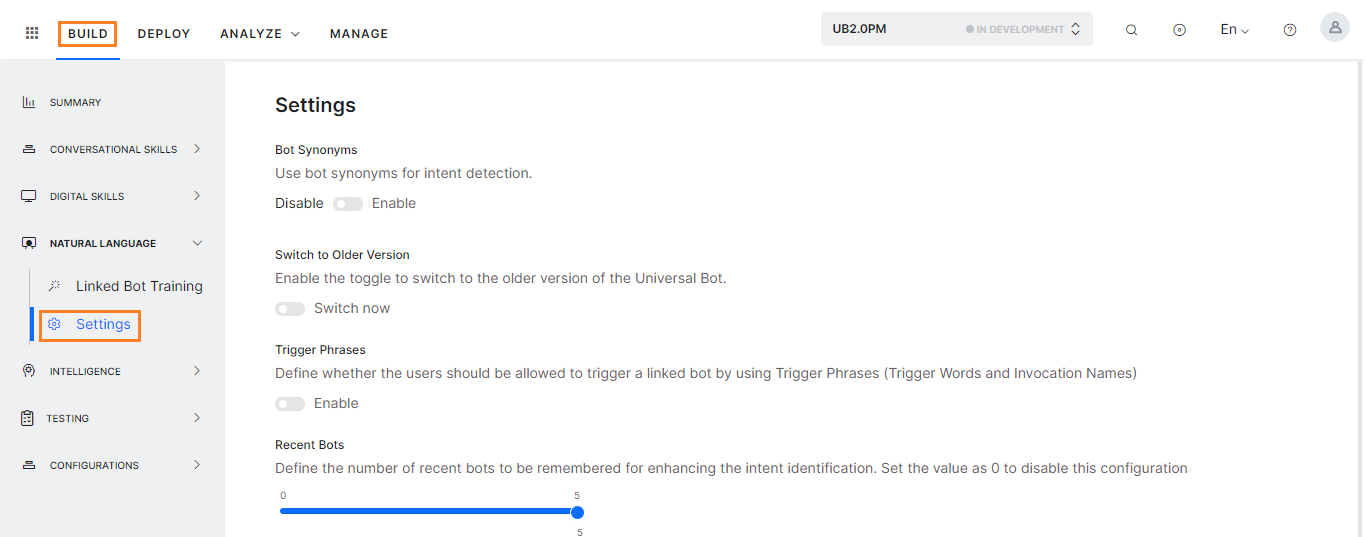 BUILD DEPLOY ANALYZE MANAGE UB2.0PM IN DEVELOPMENT En
SUMMARY
CONVERSATIONAL SKILLS
DIGITAL SKILLS
NATURAL LANGUAGE
Linked Bot Training
Settings
INTELLIGENCE
TESTING
CONFIGURATIONS
Settings
Bot Synonyms
Use bot synonyms for intent detection.
Disable Enable
Switch to Older Version
Enable the toggle to switch to the older version of the Universal Bot.
Switch now
Trigger Phrases
Define whether the users should be allowed to trigger a linked bot by using Trigger Phrases (Trigger Words and Invocation Names)
Enable
Recent Bots
Define the number of recent bots to be remembered for enhancing the intent identification. Set the value as 0 to disable this configuration
0 5
5